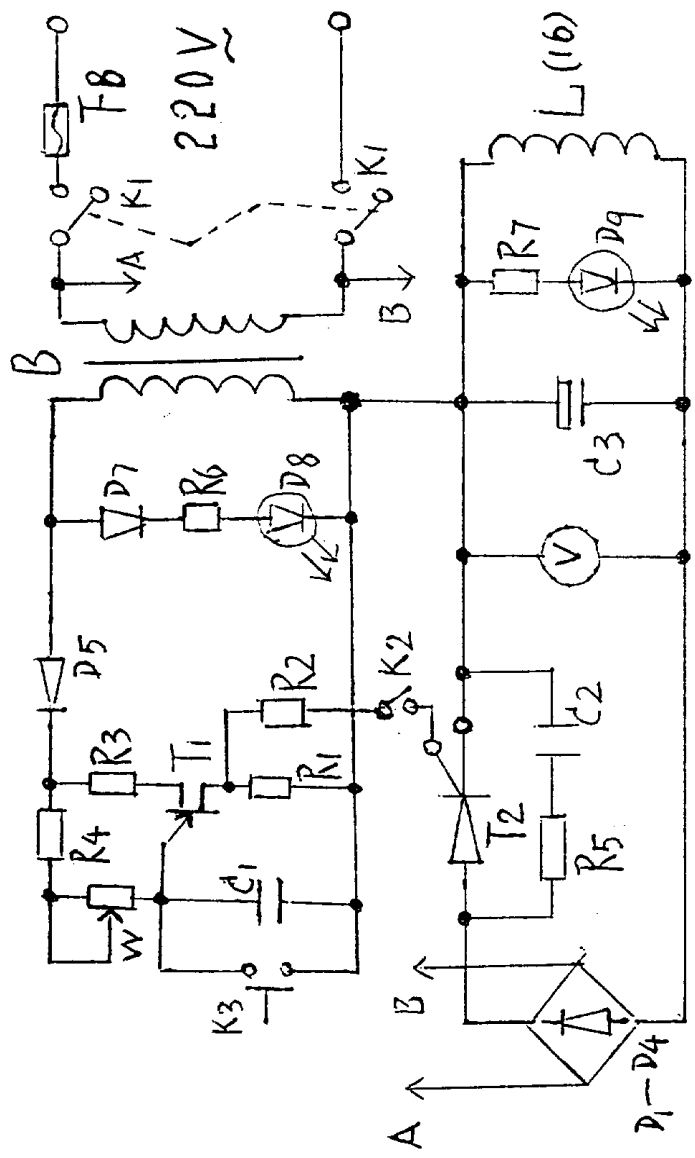 B
FB
220V~
K1
K1
A
B
D7
R6
D8
D5
R3
R4
T1
R2
R1
W
C1
K3
K2
L(16)
R7
D9
C3
V
C2
T2
R5
B
A
D1—D4